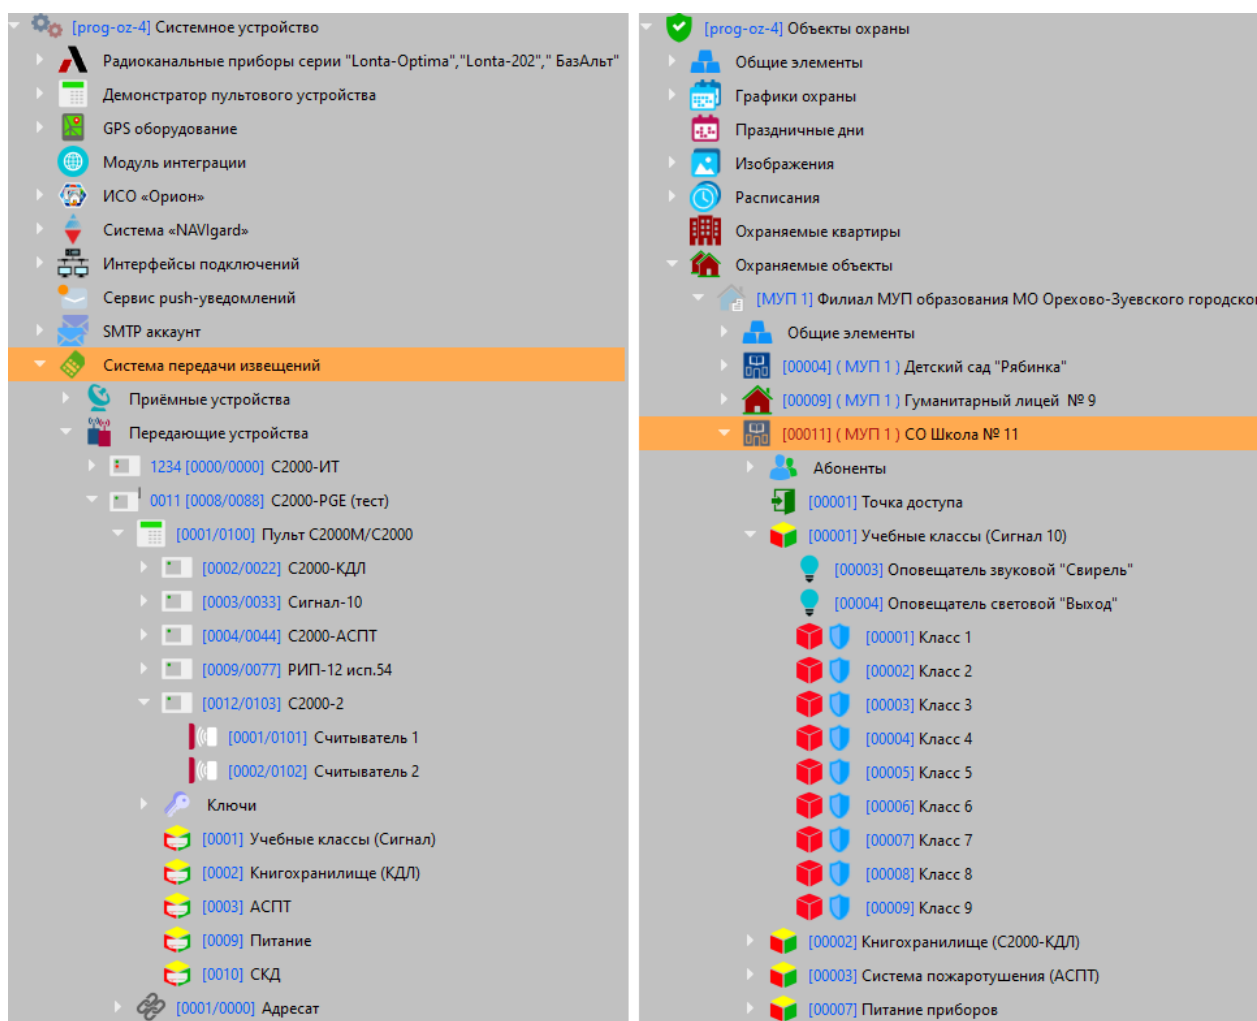 [prog-oz-4] Системное устройство
Радиоканальные приборы серии "Lonta-Optima","Lonta-202"," БазАльт"
Демонстратор пультового устройства
GPS оборудование
Модуль интеграции
ИСО «Орион»
Система «NAVIgard»
Интерфейсы подключений
Сервис push-уведомлений
SMTP аккаунт
Система передачи извещений
Приёмные устройства
Передающие устройства
1234 [0000/0000] С2000-ИТ
0011 [0008/0088] С2000-PGE (тест)
[0001/0100] Пульт С2000М/С2000
[0002/0022] С2000-КДЛ
[0003/0033] Сигнал-10
[0004/0044] С2000-АСПТ
[0009/0077] РИП-12 исп.54
[0012/0103] С2000-2
[0001/0101] Считыватель 1
[0002/0102] Считыватель 2
Ключи
[0001] Учебные классы (Сигнал)
[0002] Книгохранилище (КДЛ)
[0003] АСПТ
[0009] Питание
[0010] СКД
[0001/0000] Адресат
[prog-oz-4] Объекты охраны
Общие элементы
Графики охраны
Праздничные дни
Изображения
Расписания
Охраняемые квартиры
Охраняемые объекты
[МУП 1] Филиал МУП образования МО Орехово-Зуевского городско
Общие элементы
[00004] ( МУП 1 ) Детский сад "Рябинка"
[00009] ( МУП 1 ) Гуманитарный лицей № 9
[00011] ( МУП 1 ) СО Школа № 11
Абоненты
[00001] Точка доступа
[00001] Учебные классы (Сигнал 10)
[00003] Оповещатель звуковой "Свирель"
[00004] Оповещатель световой "Выход"
[00001] Класс 1
[00002] Класс 2
[00003] Класс 3
[00004] Класс 4
[00005] Класс 5
[00006] Класс 6
[00007] Класс 7
[00008] Класс 8
[00009] Класс 9
[00002] Книгохранилище (С2000-КДЛ)
[00003] Система пожаротушения (АСПТ)
[00007] Питание приборов